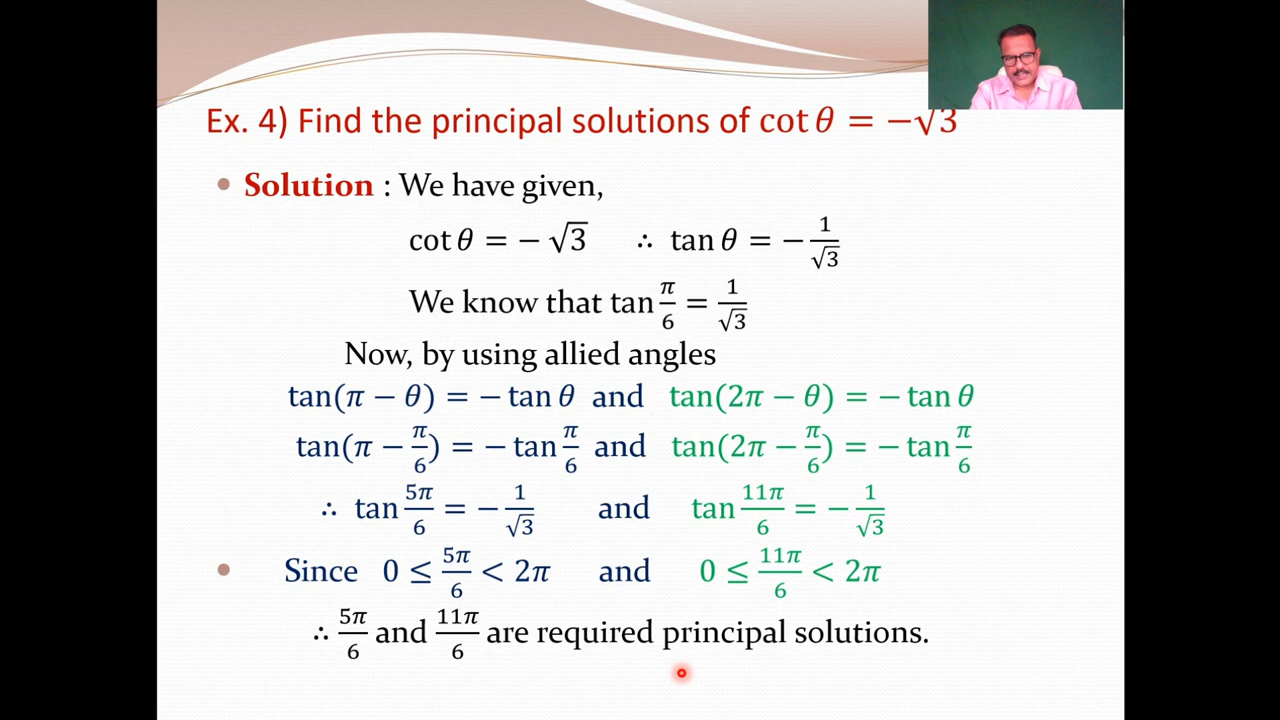 Ex. 4) Find the principal solutions of cot θ = −√3
Solution : We have given,
cot θ = − √3 ∴ tan θ = − 1/√3
We know that tan π/6 = 1/√3
Now, by using allied angles
tan(π − θ) = − tan θ and tan(2π − θ) = − tan θ
tan(π − π/6) = − tan π/6 and tan(2π − π/6) = − tan π/6
∴ tan 5π/6 = − 1/√3 and tan 11π/6 = − 1/√3
Since 0 ≤ 5π/6 < 2π and 0 ≤ 11π/6 < 2π
∴ 5π/6 and 11π/6 are required principal solutions.